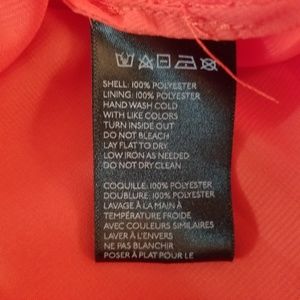 SHELL: 100% POLYESTER
LINING: 100% POLYESTER
HAND WASH COLD
WITH LIKE COLORS
TURN INSIDE OUT
DO NOT BLEACH
LAY FLAT TO DRY
LOW IRON AS NEEDED
DO NOT DRY CLEAN
COQUILLE: 100% POLYESTER
DOUBLURE: 100% POLYESTER
LAVAGE À LA MAIN À
TEMPÉRATURE FROIDE
AVEC COULEURS SIMILAIRES
LAVER À L'ENVERS
NE PAS BLANCHIR
POSER À PLAT POUR LE